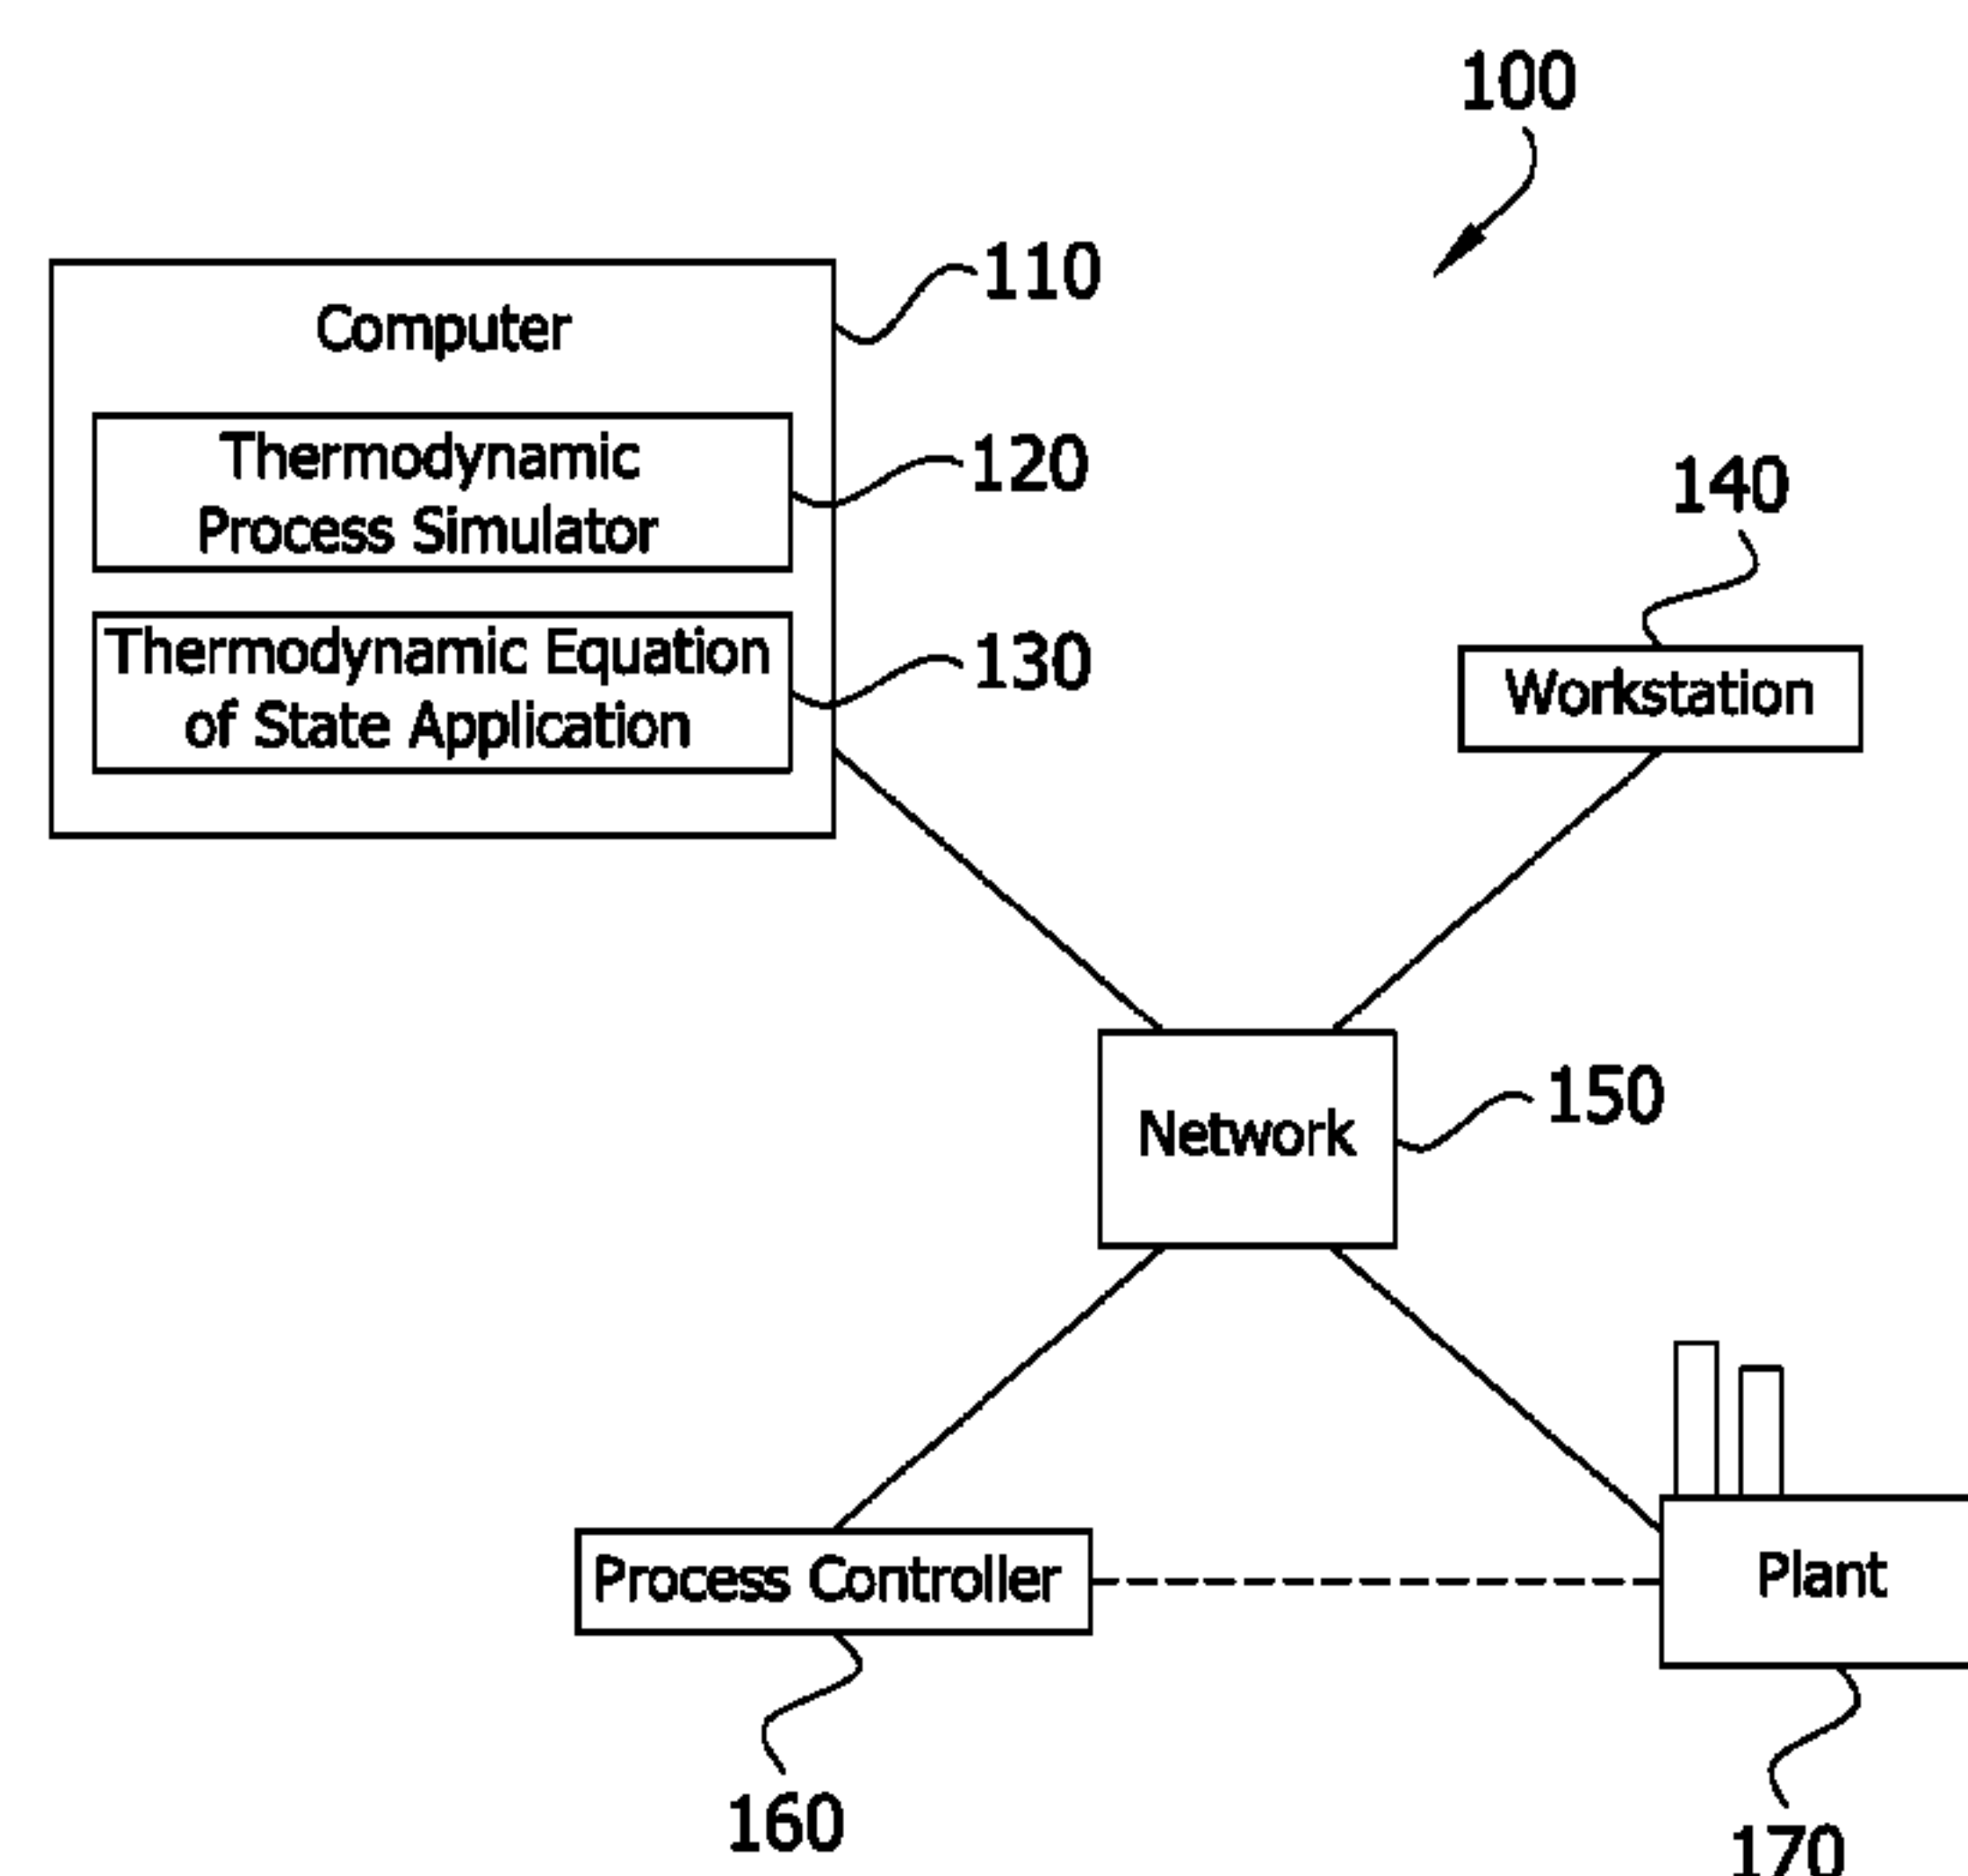 100
110
Computer
Thermodynamic
Process Simulator
120
Thermodynamic Equation
of State Application
130
140
Workstation
Network
150
Process Controller
Plant
160
170